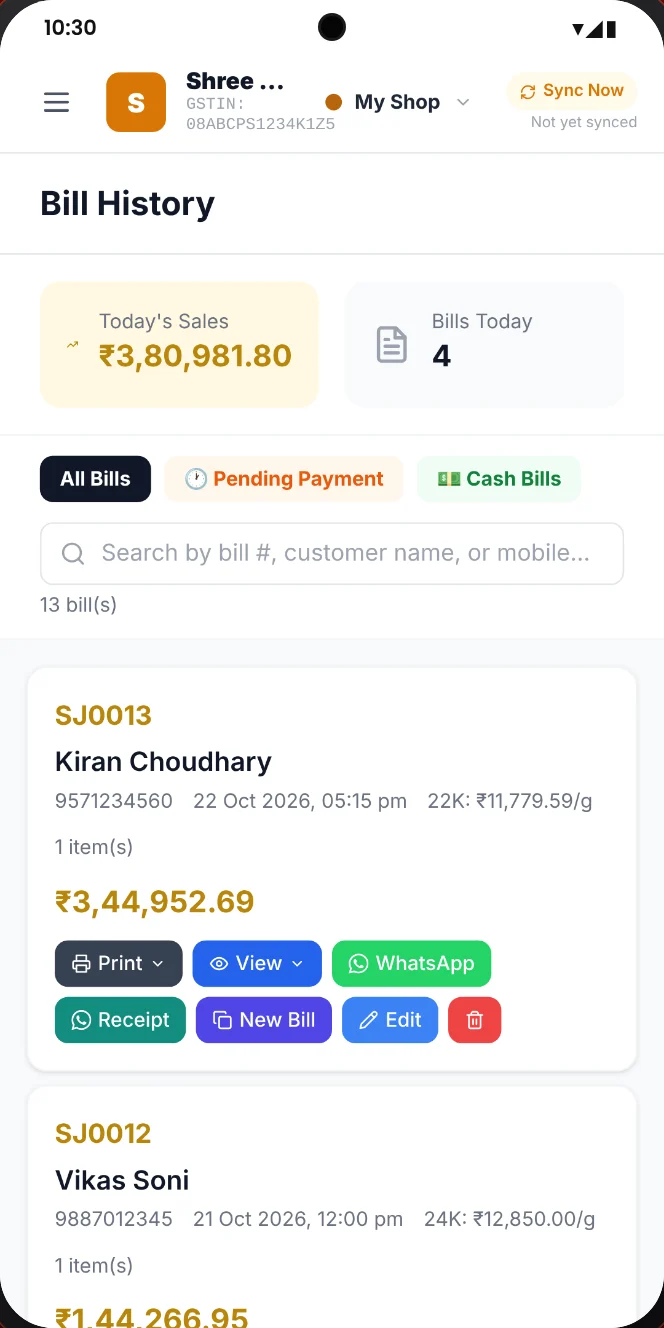 10:30
S
Shree ...
GSTIN:
08ABCPS1234K1Z5
My Shop
Sync Now
Not yet synced
Bill History
Today's Sales
₹3,80,981.80
Bills Today
4
All Bills
Pending Payment
Cash Bills
Search by bill #, customer name, or mobile...
13 bill(s)
SJ0013
Kiran Choudhary
9571234560 22 Oct 2026, 05:15 pm 22K: ₹11,779.59/g
1 item(s)
₹3,44,952.69
Print View WhatsApp
Receipt New Bill Edit
SJ0012
Vikas Soni
9887012345 21 Oct 2026, 12:00 pm 24K: ₹12,850.00/g
1 item(s)
₹1,44,266.95